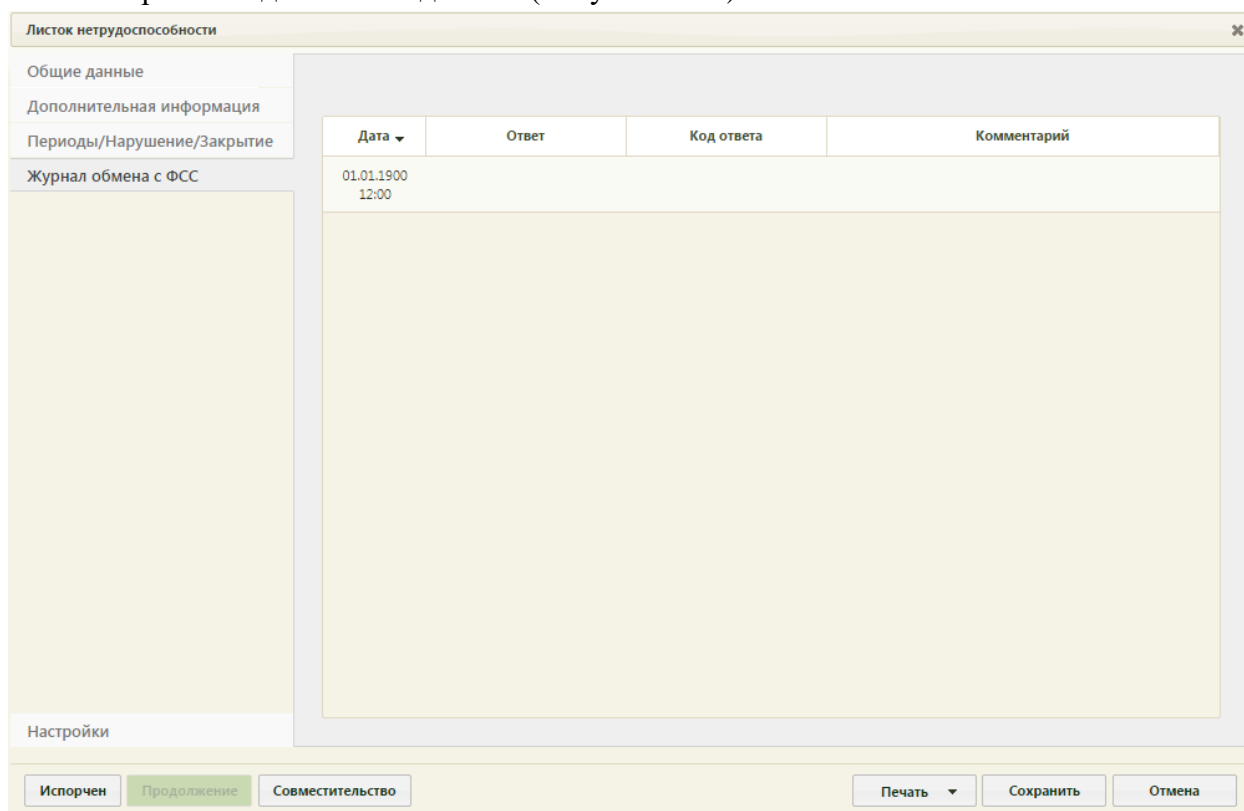 Листок нетрудоспособности
Общие данные
Дополнительная информация
Периоды/Нарушение/Закрытие
Журнал обмена с ФСС
Дата Ответ Код ответа Комментарий
01.01.1900
12:00
Настройки
Испорчен Продолжение Совместительство Печать Сохранить Отмена